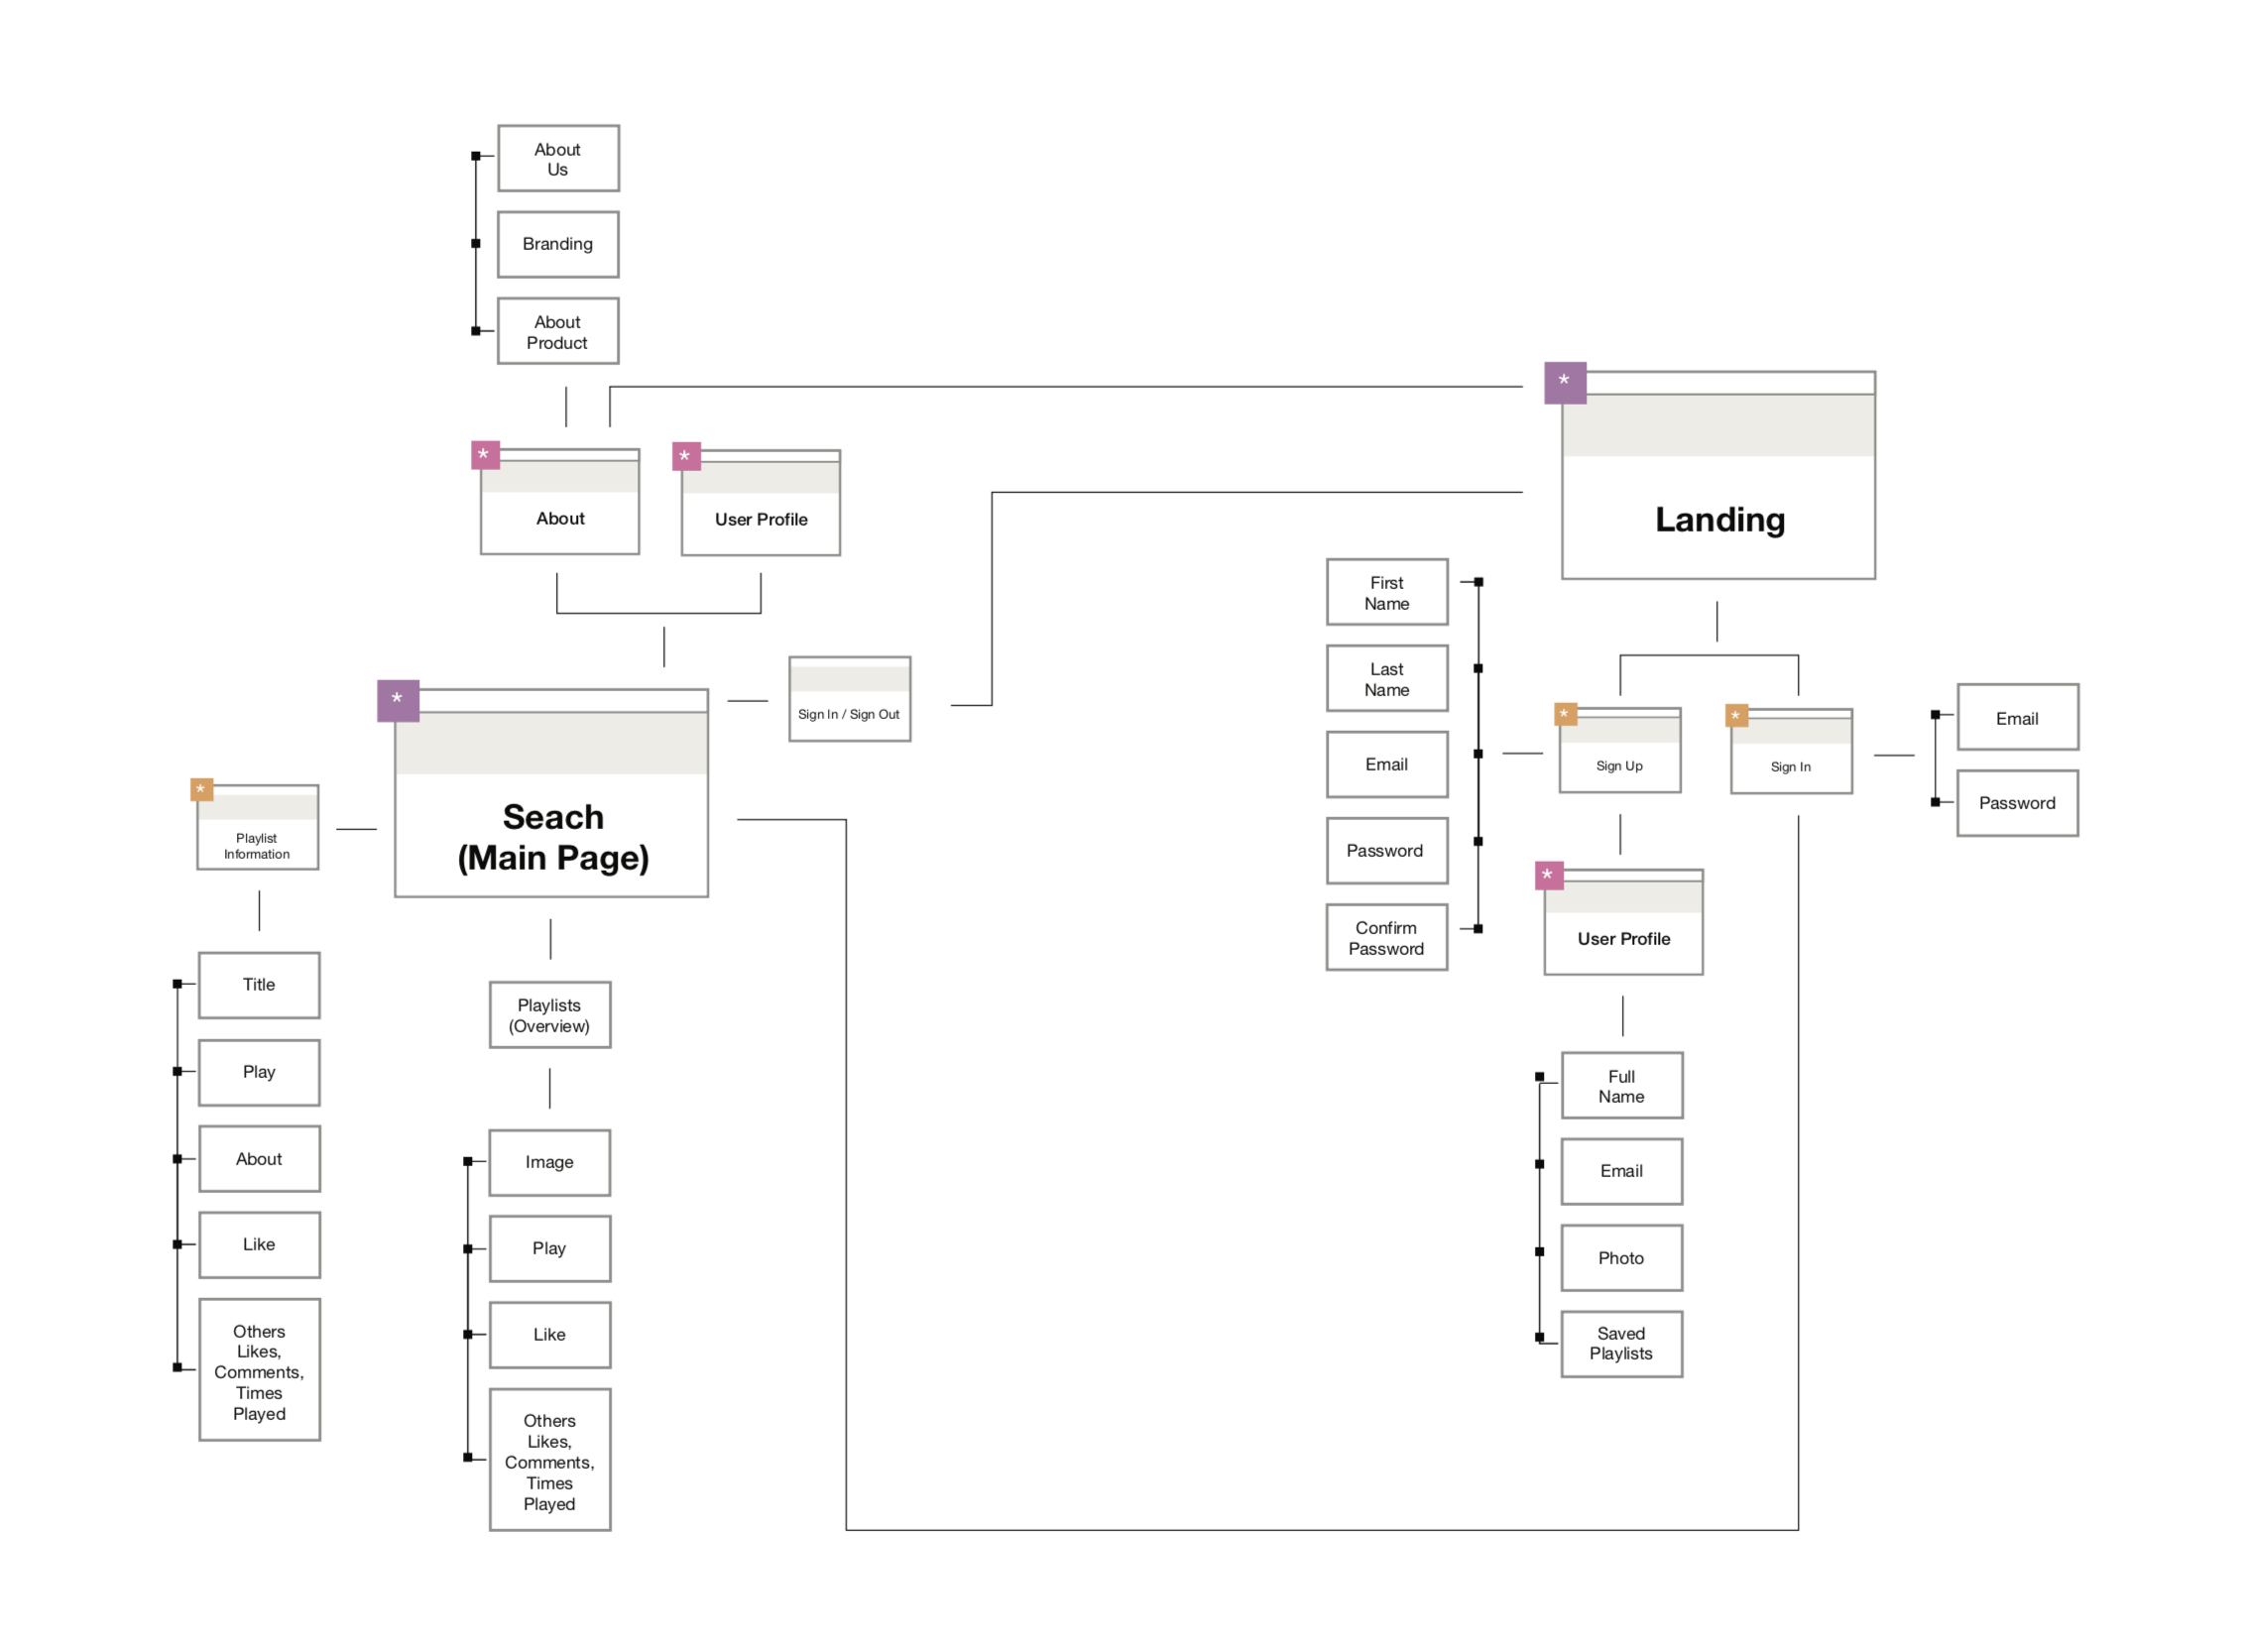 About
Us
Branding
About
Product
*
*
About
*
User Profile
Landing
First
Name
Last
Name
Email
Password
Confirm
Password
*
Sign Up
*
Sign In
Email
Password
*
User Profile
Full
Name
Email
Photo
Saved
Playlists
Sign In / Sign Out
*
Seach
(Main Page)
*
Playlist
Information
Title
Play
About
Like
Others
Likes,
Comments,
Times
Played
Playlists
(Overview)
Image
Play
Like
Others
Likes,
Comments,
Times
Played